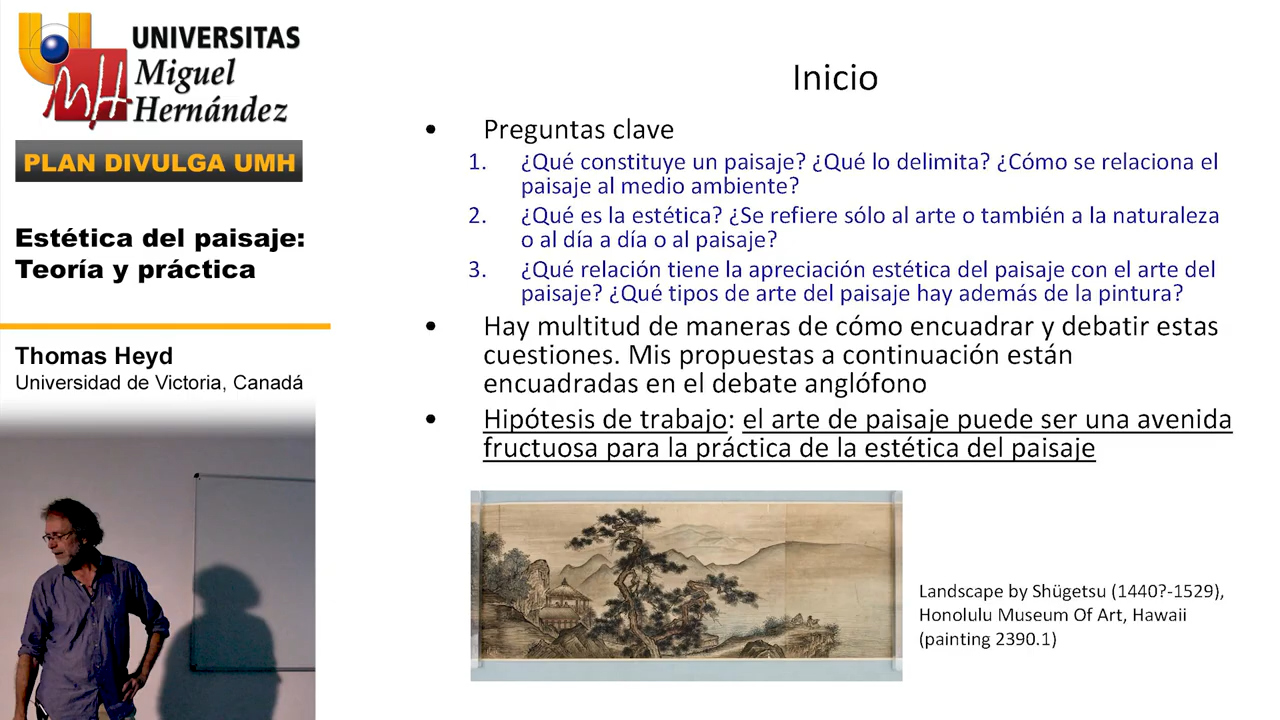 UNIVERSITAS
Miguel
Hernández
PLAN DIVULGA UMH
Estética del paisaje:
Teoría y práctica
Thomas Heyd
Universidad de Victoria, Canadá
Inicio
• Preguntas clave
1. ¿Qué constituye un paisaje? ¿Qué lo delimita? ¿Cómo se relaciona el
paisaje al medio ambiente?
2. ¿Qué es la estética? ¿Se refiere sólo al arte o también a la naturaleza
o al día a día o al paisaje?
3. ¿Qué relación tiene la apreciación estética del paisaje con el arte del
paisaje? ¿Qué tipos de arte del paisaje hay además de la pintura?
• Hay multitud de maneras de cómo encuadrar y debatir estas
cuestiones. Mis propuestas a continuación están
encuadradas en el debate anglófono
• Hipótesis de trabajo: el arte de paisaje puede ser una avenida
fructuosa para la práctica de la estética del paisaje
Landscape by Shügetsu (1440?-1529),
Honolulu Museum Of Art, Hawaii
(painting 2390.1)